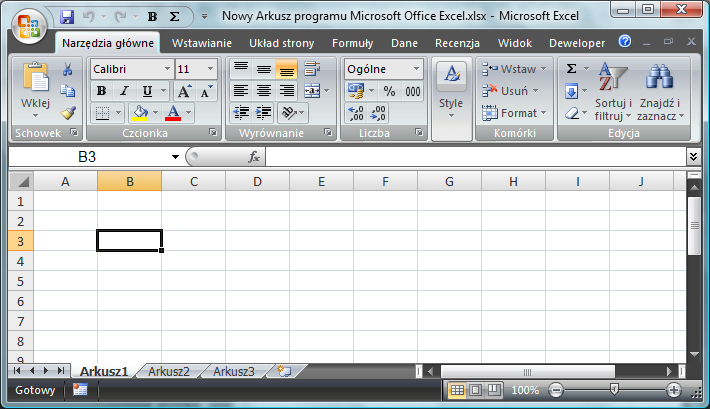 Nowy Arkusz programu Microsoft Office Excel.xlsx - Microsoft Excel
Narzędzia główne Wstawianie Układ strony Formuły Dane Recenzja Widok Deweloper
Calibri 11 Ogólne Wstaw Σ
Wklej B I U A A % 000 Style Usuń Sortuj i filtruj Znajdź i zaznacz
A ,00 ,0 Format
Schowek Czcionka Wyrównanie Liczba Komórki Edycja
B3 fx
A B C D E F G H I J
1
2
3
4
5
6
7
8
9
Arkusz1 Arkusz2 Arkusz3
Gotowy 100%